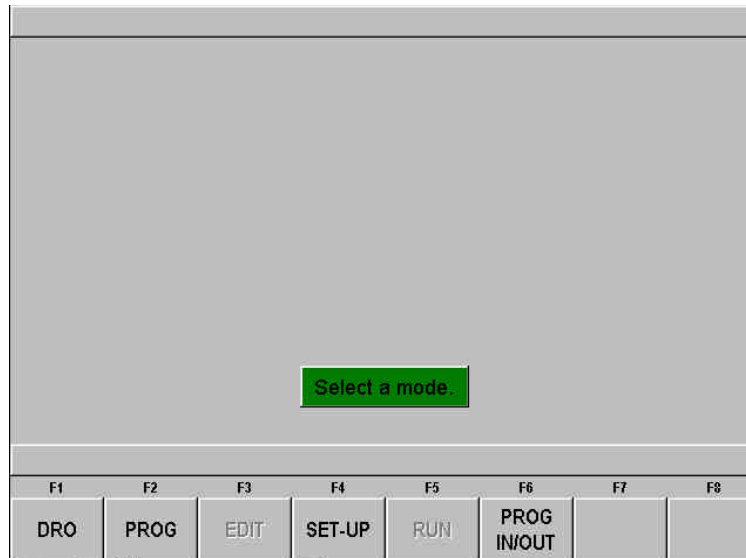 Select a mode.
F1 F2 F3 F4 F5 F6 F7 F8
DRO PROG EDIT SET-UP RUN PROG IN/OUT